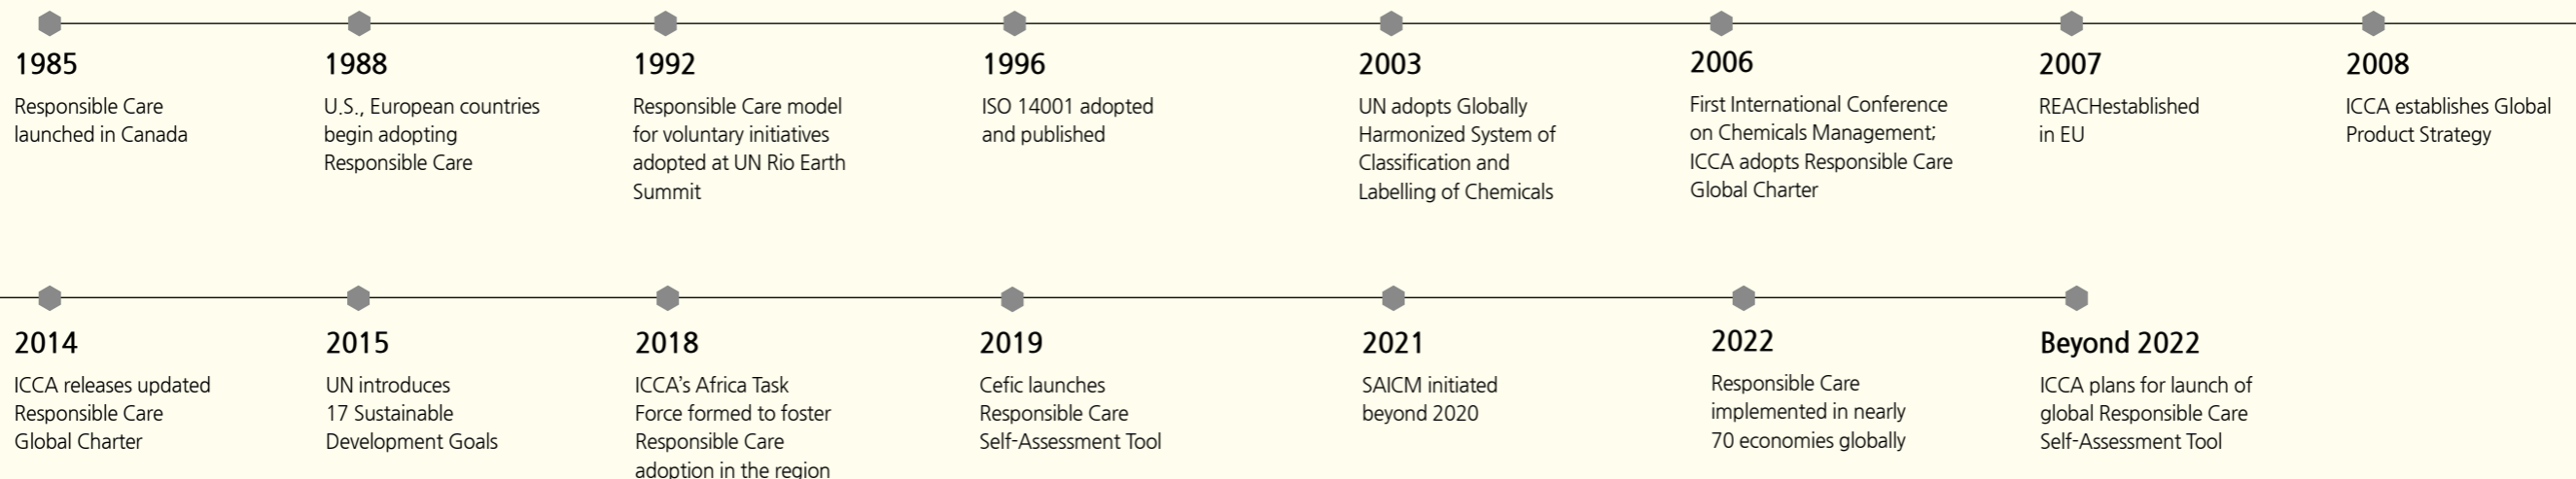 1985
Responsible Care
launched in Canada
1988
U.S., European countries
begin adopting
Responsible Care
1992
Responsible Care model
for voluntary initiatives
adopted at UN Rio Earth
Summit
1996
ISO 14001 adopted
and published
2003
UN adopts Globally
Harmonized System of
Classification and
Labelling of Chemicals
2006
First International Conference
on Chemicals Management;
ICCA adopts Responsible Care
Global Charter
2007
REACHestablished
in EU
2008
ICCA establishes Global
Product Strategy
2014
ICCA releases updated
Responsible Care
Global Charter
2015
UN introduces
17 Sustainable
Development Goals
2018
ICCA’s Africa Task
Force formed to foster
Responsible Care
adoption in the region
2019
Cefic launches
Responsible Care
Self-Assessment Tool
2021
SAICM initiated
beyond 2020
2022
Responsible Care
implemented in nearly
70 economies globally
Beyond 2022
ICCA plans for launch of
global Responsible Care
Self-Assessment Tool